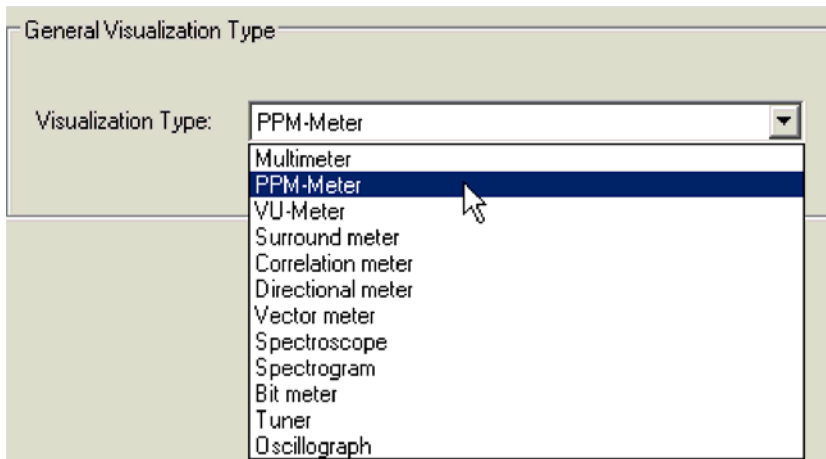 General Visualization Type
Visualization Type: PPM-Meter
Multimeter
PPM-Meter
VU-Meter
Surround meter
Correlation meter
Directional meter
Vector meter
Spectroscope
Spectrogram
Bit meter
Tuner
Oscillograph